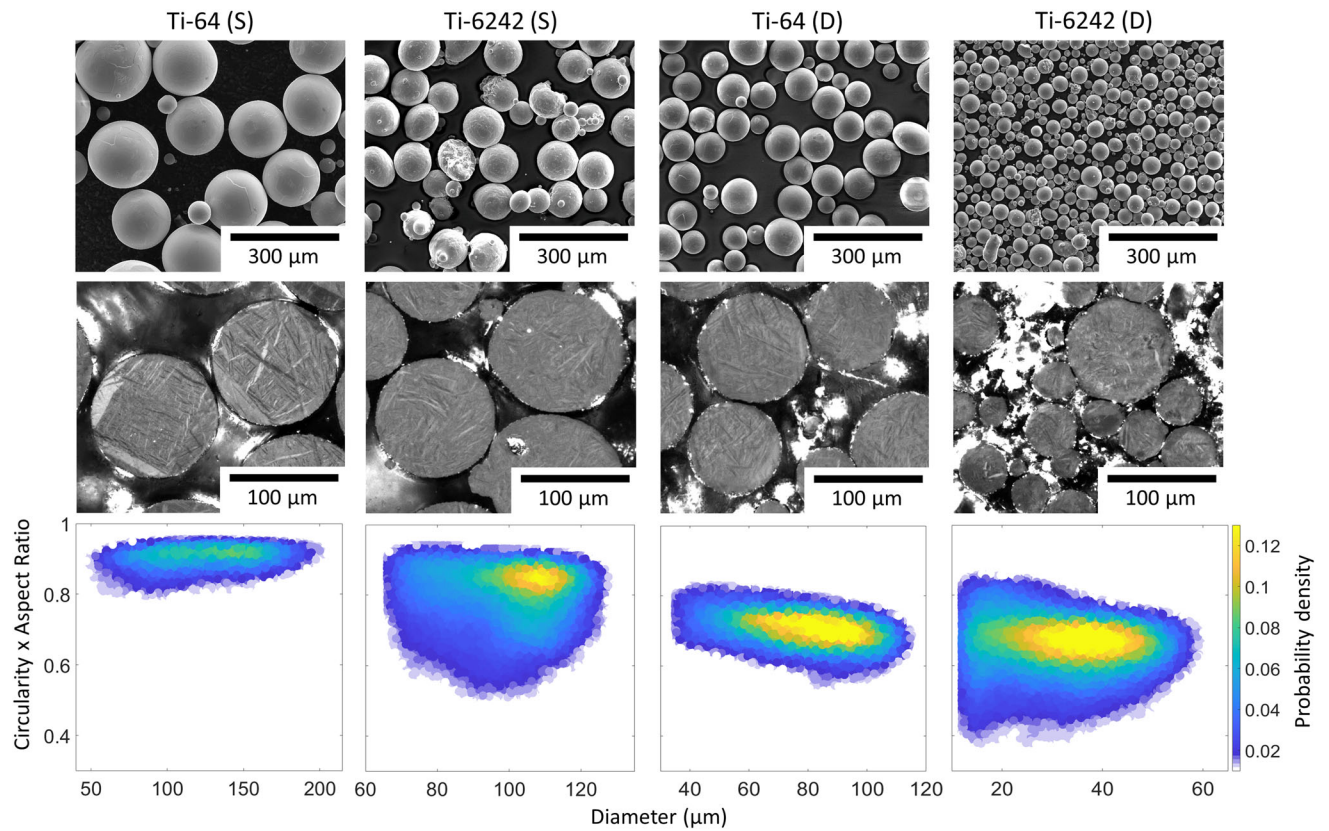 Ti-64 (S)
Ti-6242 (S)
Ti-64 (D)
Ti-6242 (D)
300 μm
300 μm
300 μm
300 μm
100 μm
100 μm
100 μm
100 μm
Circularity x Aspect Ratio
1
0.8
0.6
0.4
50
100
150
200
60
80
100
120
40
60
80
100
120
20
40
60
Diameter (μm)
0.12
0.10
0.08
0.06
0.04
0.02
Probability density